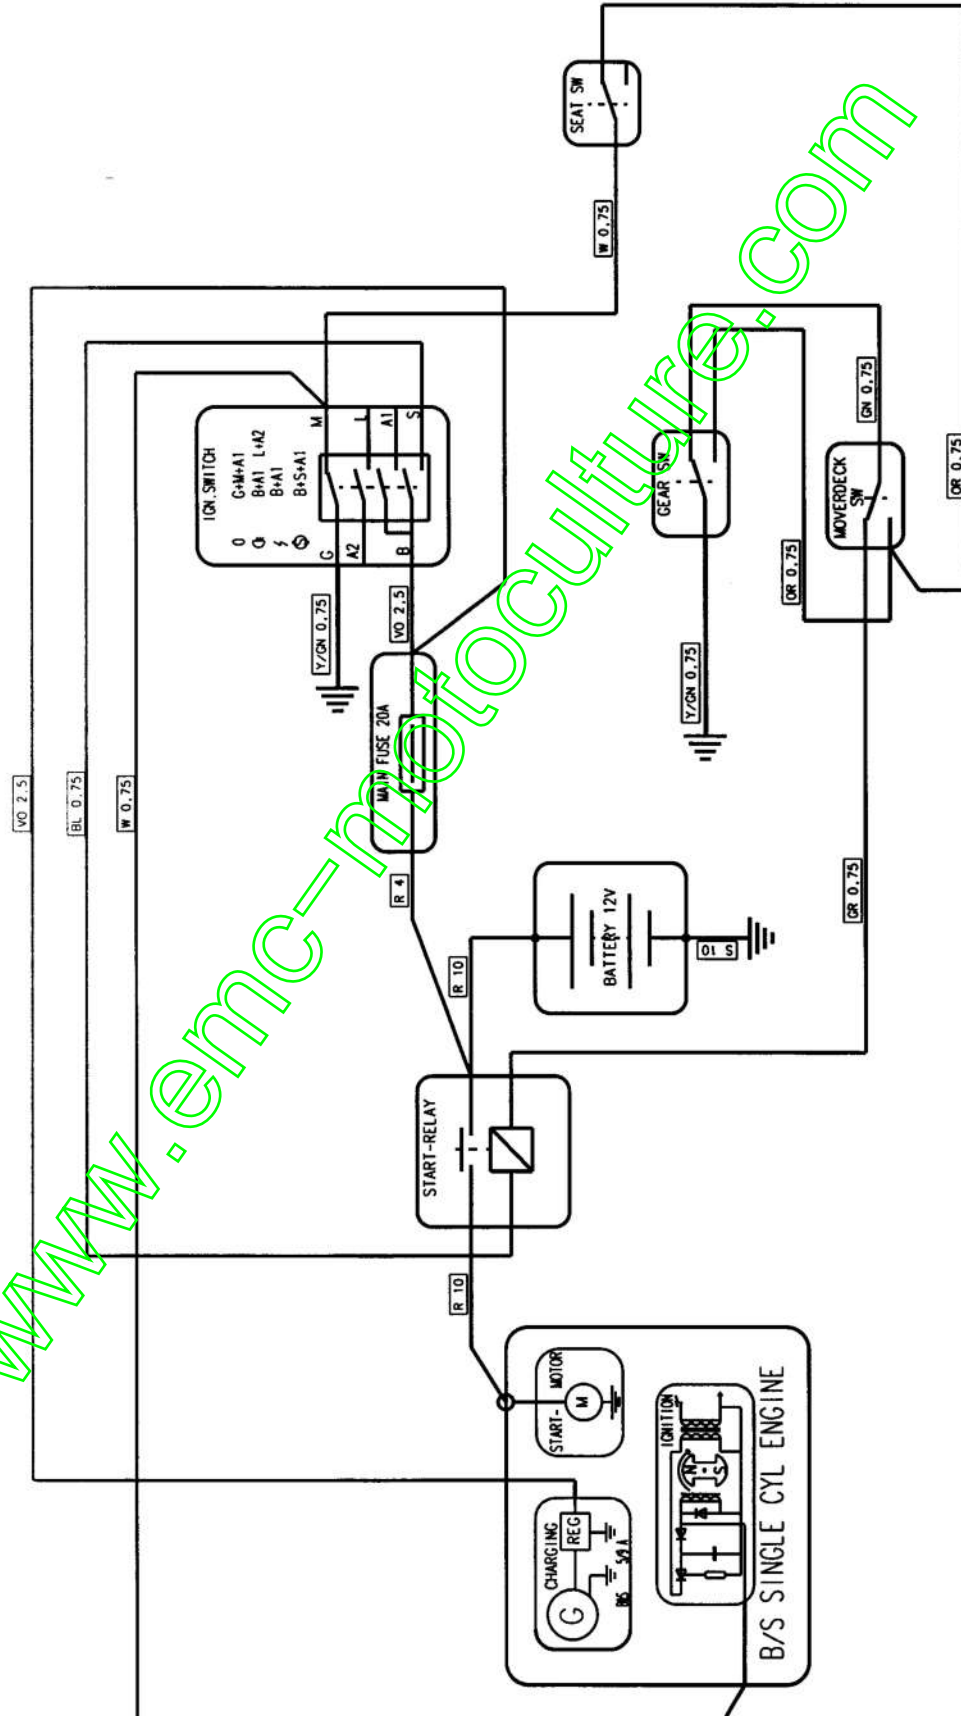 SEAT SW
W 0.75
IGN.SWITCH
0 G+M+A1
B+A1 L+A2
B+A1
B+S+A1
M
L
A1
S
G
A2
B
Y/GN 0.75
VO 2.5
MAIN FUSE 20A
R 4
VO 2.5
BL 0.75
W 0.75
GEAR SW
Y/GN 0.75
GN 0.75
MOVERDECK
SW
OR 0.75
OR 0.75
GR 0.75
BATTERY 12V
S 10
R 10
START-RELAY
R 10
START-
MOTOR
M
CHARGING
REG
G
5/9 A
IGNITION
N
S
B/S SINGLE CYL ENGINE
www.emc-motoculture.com